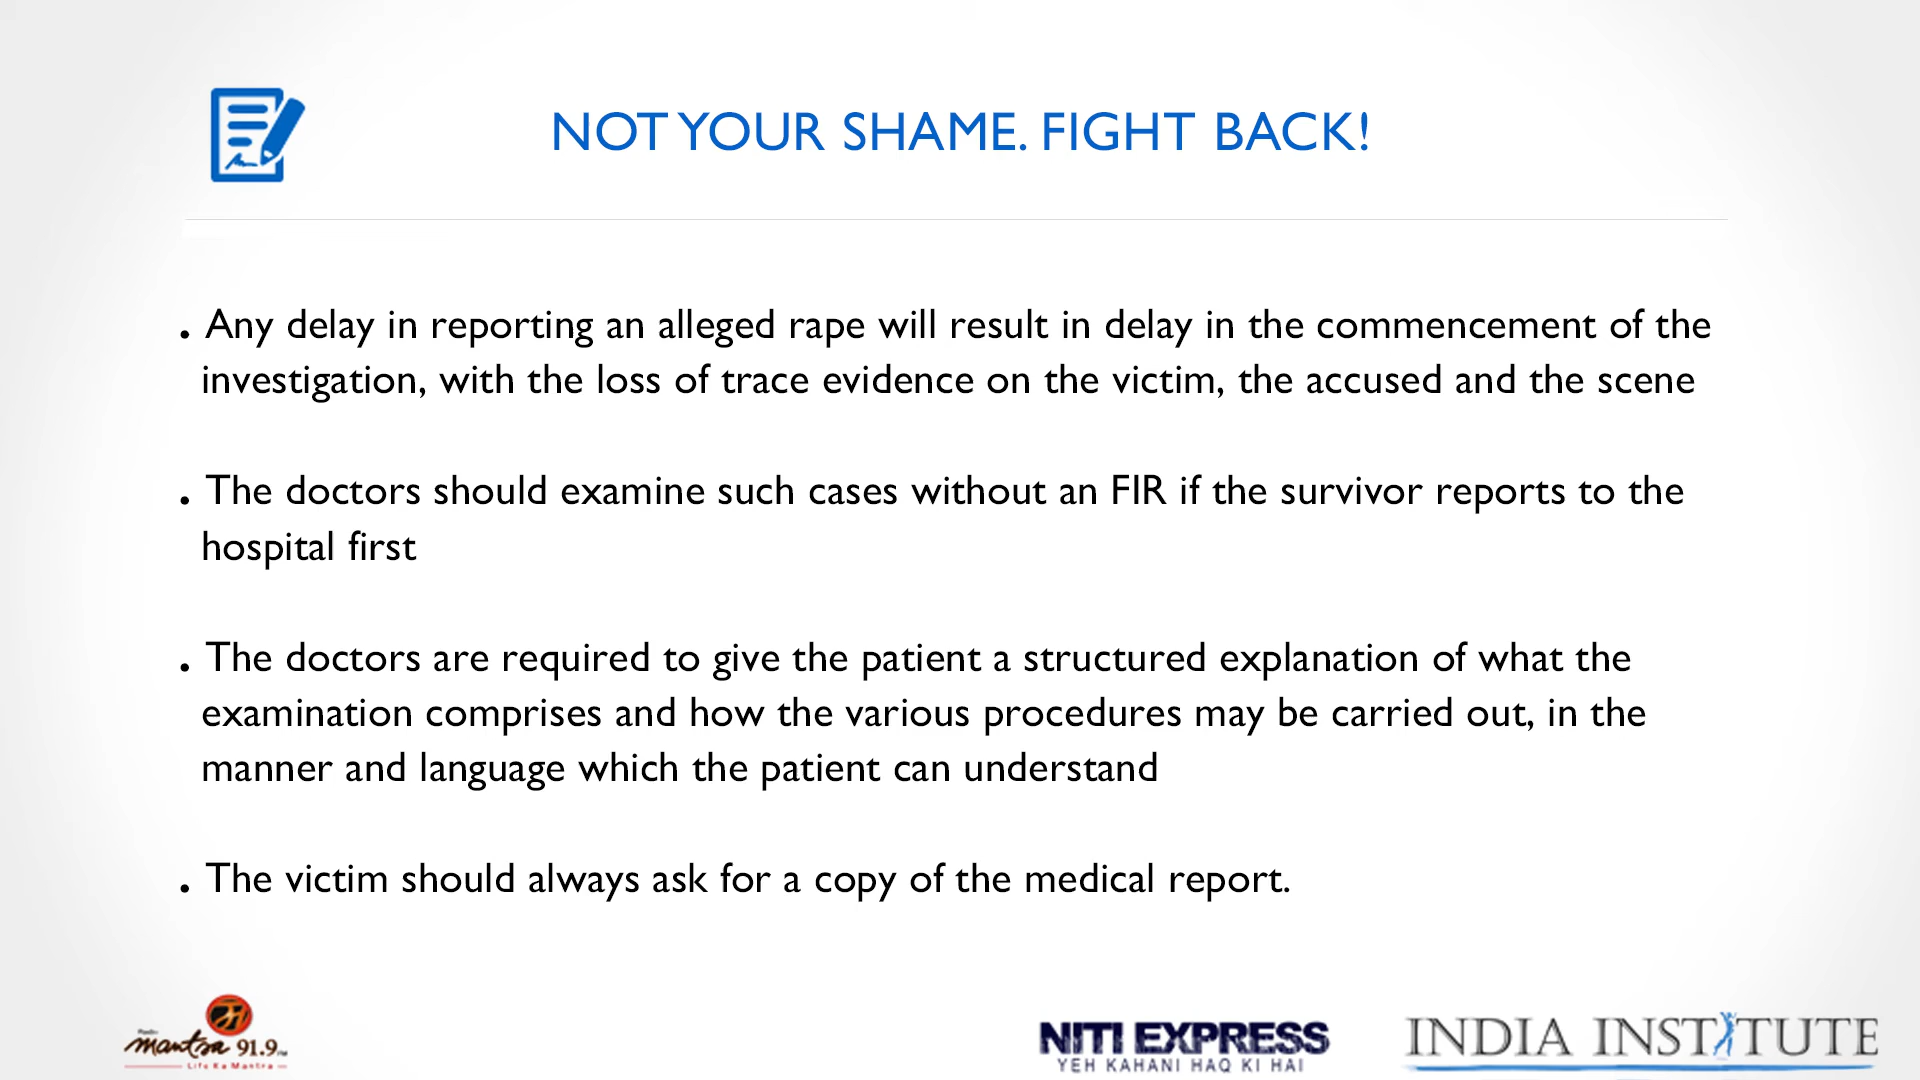 NOT YOUR SHAME. FIGHT BACK!
. Any delay in reporting an alleged rape will result in delay in the commencement of the
investigation, with the loss of trace evidence on the victim, the accused and the scene
. The doctors should examine such cases without an FIR if the survivor reports to the
hospital first
. The doctors are required to give the patient a structured explanation of what the
examination comprises and how the various procedures may be carried out, in the
manner and language which the patient can understand
. The victim should always ask for a copy of the medical report.
mantra 91.9 FM
Life Ka Mantra
NITI EXPRESS
YEH KAHANI HAQ KI HAI
INDIA INSTITUTE